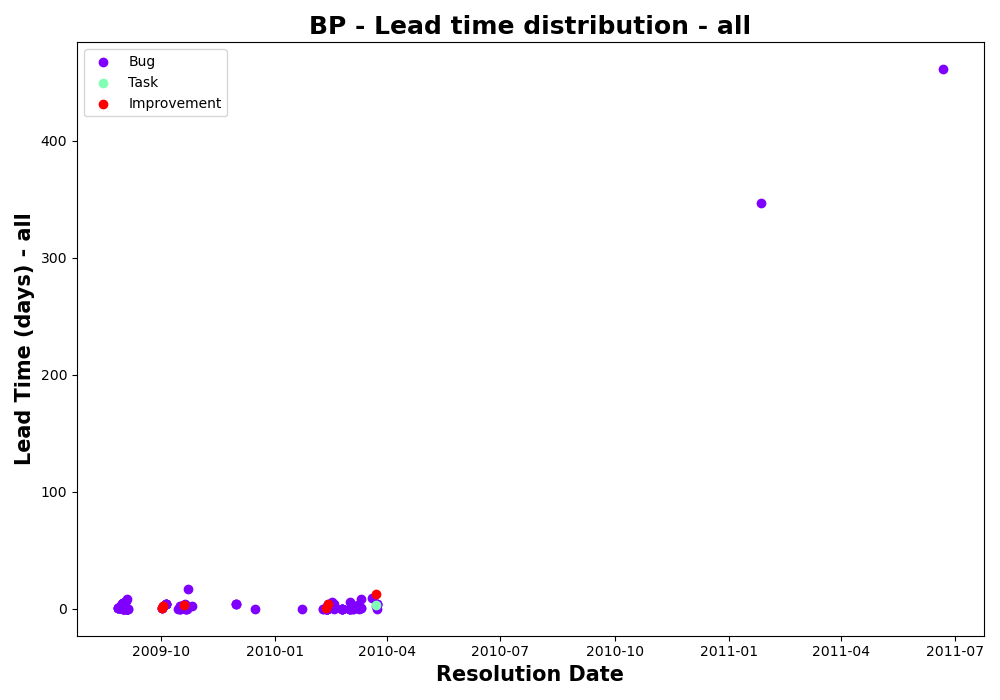 BP - Lead time distribution - all
Bug
Task
Improvement
Lead Time (days) - all
400
300
200
100
0
2009-10
2010-01
2010-04
2010-07
2010-10
2011-01
2011-04
2011-07
Resolution Date